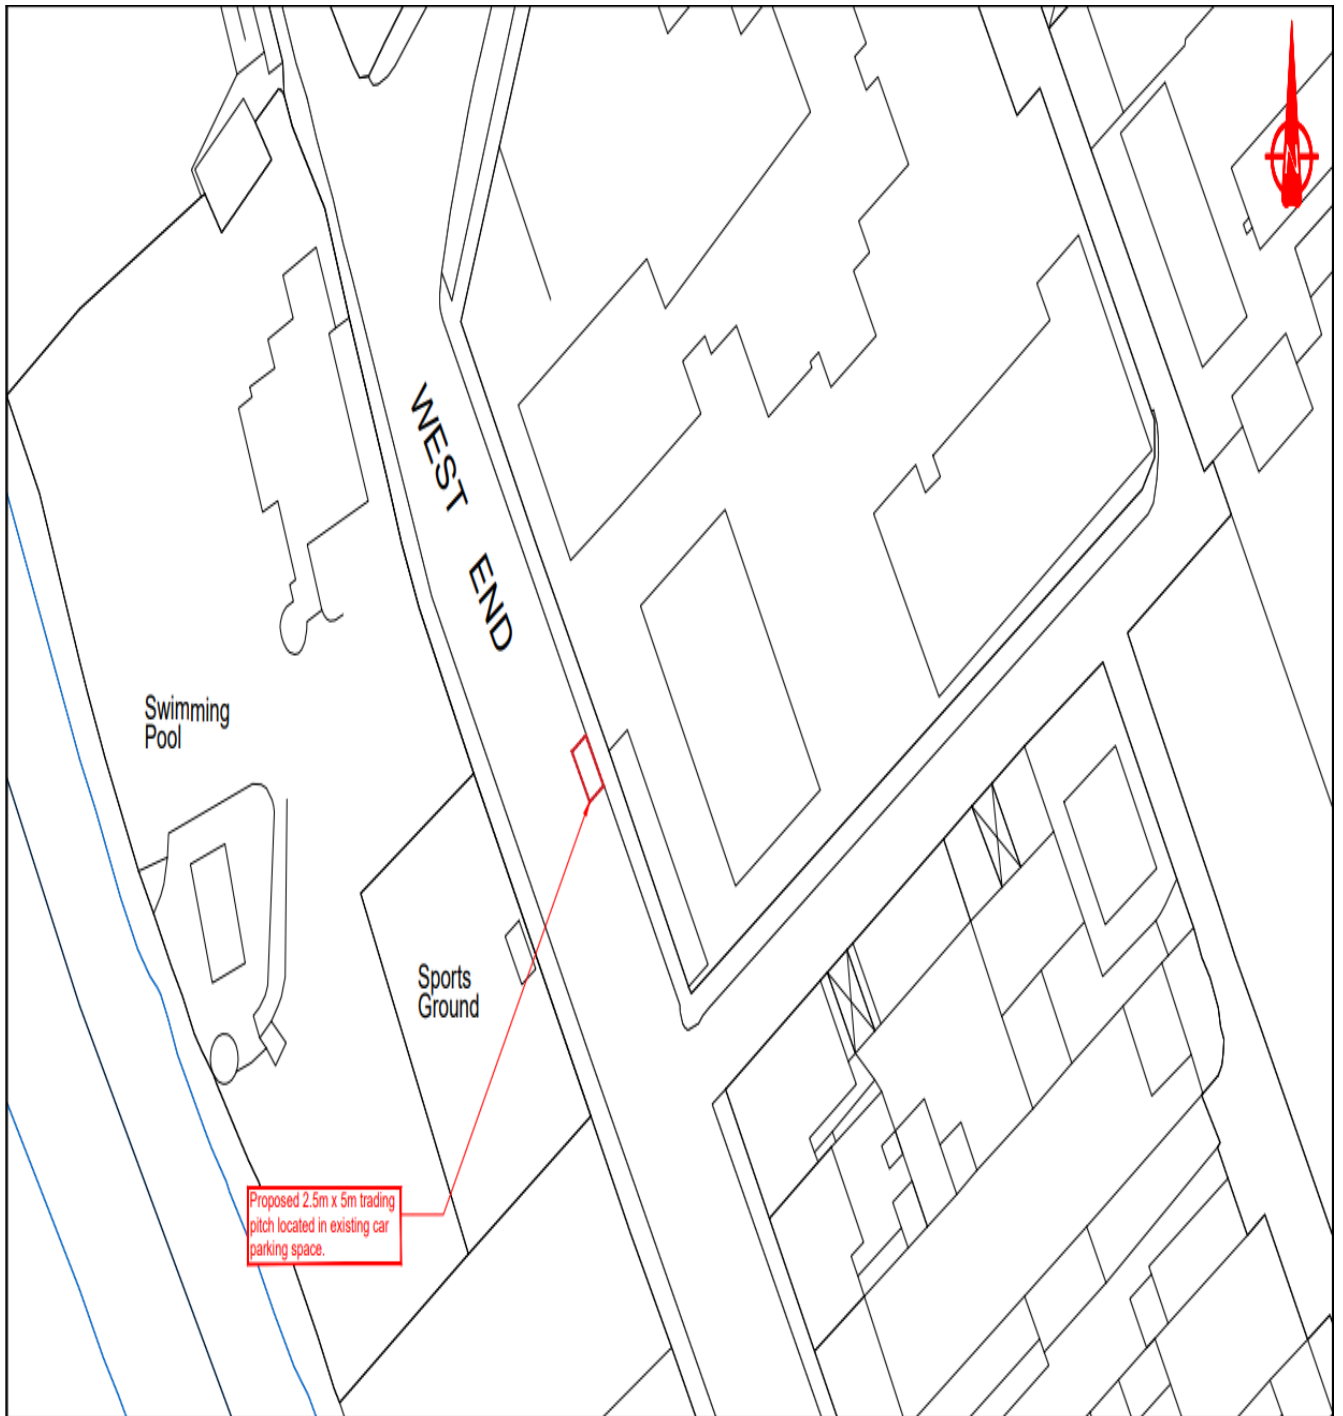 WEST END
Swimming
Pool
Sports
Ground
Proposed 2.5m x 5m trading
pitch located in existing car
parking space.
N